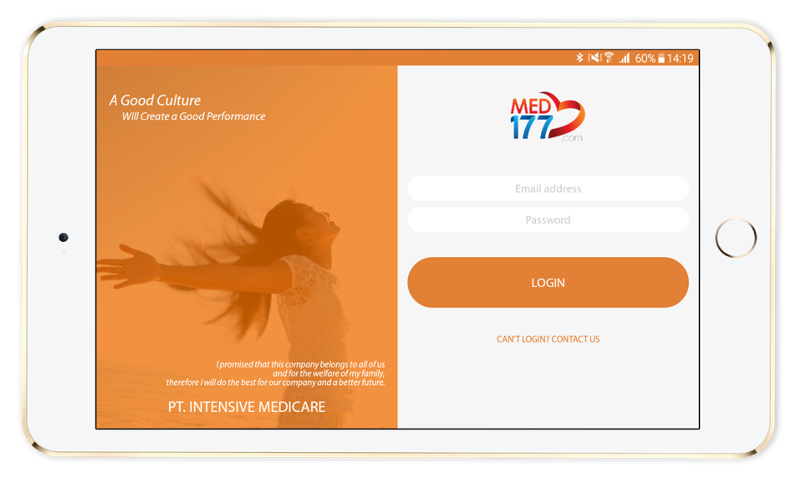 60% 14:19
A Good Culture
Will Create a Good Performance
I promised that this company belongs to all of us
and for the welfare of my family,
therefore I will do the best for our company and a better future.
PT. INTENSIVE MEDICARE
MED
177
.com
Email address
Password
LOGIN
CAN'T LOGIN? CONTACT US